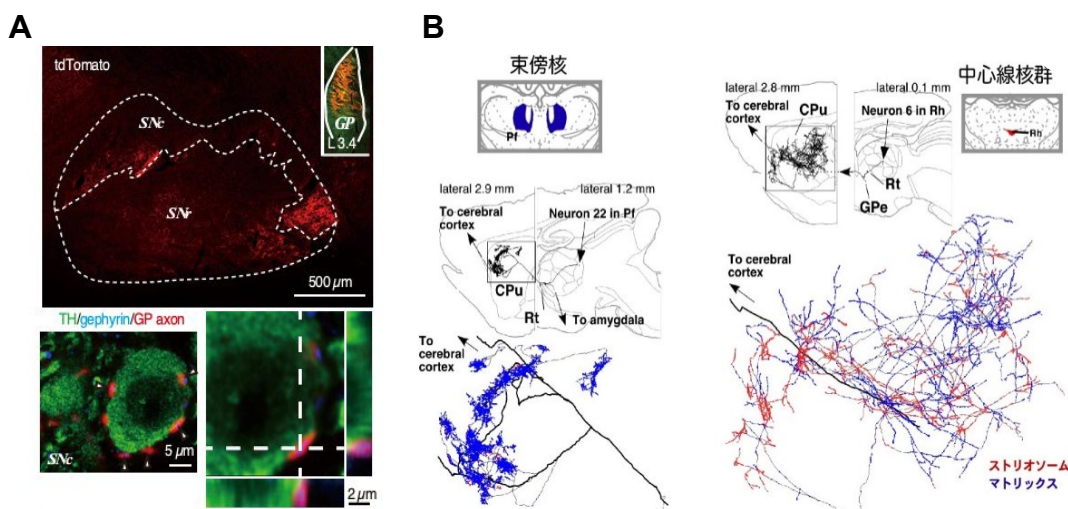 A
tdTomato
SNc
SNr
GP
L 3.4
500 µm
TH/gephyrin/GP axon
SNc
5 µm
2 µm
B
束傍核
Pf
lateral 2.9 mm
lateral 1.2 mm
To cerebral
cortex
Neuron 22 in Pf
CPu
Rt
To amygdala
To
cerebral
cortex
中心線核群
lateral 2.8 mm
lateral 0.1 mm
To cerebral
cortex
CPu
Neuron 6 in Rh
Rh
Rt
GPe
To cerebral
cortex
ストリオソーム
マトリックス